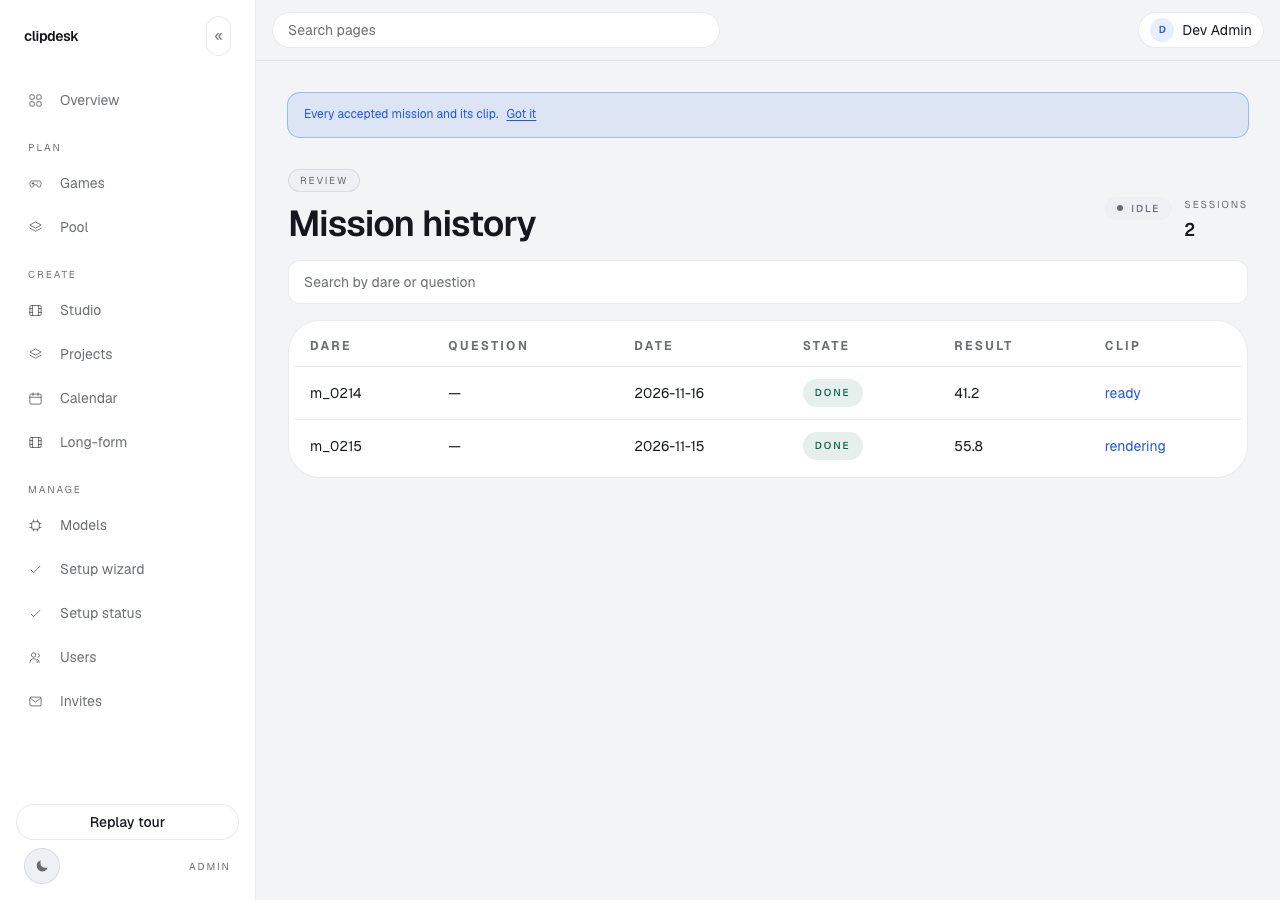 clipdesk
«
Search pages
D
Dev Admin
Overview
PLAN
Games
Pool
CREATE
Studio
Projects
Calendar
Long-form
MANAGE
Models
Setup wizard
Setup status
Users
Invites
Replay tour
ADMIN
Every accepted mission and its clip. Got it
REVIEW
Mission history
IDLE
SESSIONS
2
Search by dare or question
DARE QUESTION DATE STATE RESULT CLIP
m_0214 — 2026-11-16 DONE 41.2 ready
m_0215 — 2026-11-15 DONE 55.8 rendering